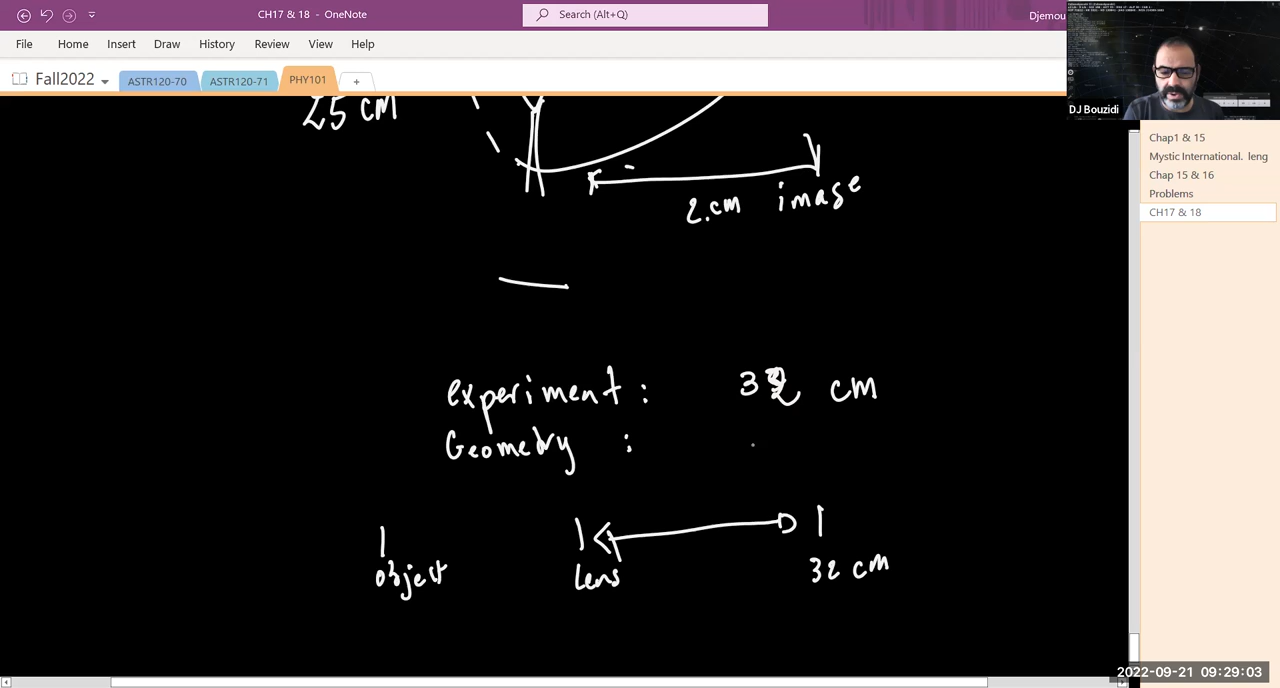 CH17 & 18 - OneNote
Search (Alt+Q)
Djemou
File Home Insert Draw History Review View Help
Fall2022 ASTR120-70 ASTR120-71 PHY101 +
DJ Bouzidi
Chap1 & 15
Mystic International. leng
Chap 15 & 16
Problems
CH17 & 18
25 cm
2.cm image
experiment : 32 cm
Geometry :
object lens 32 cm
2022-09-21 09:29:03